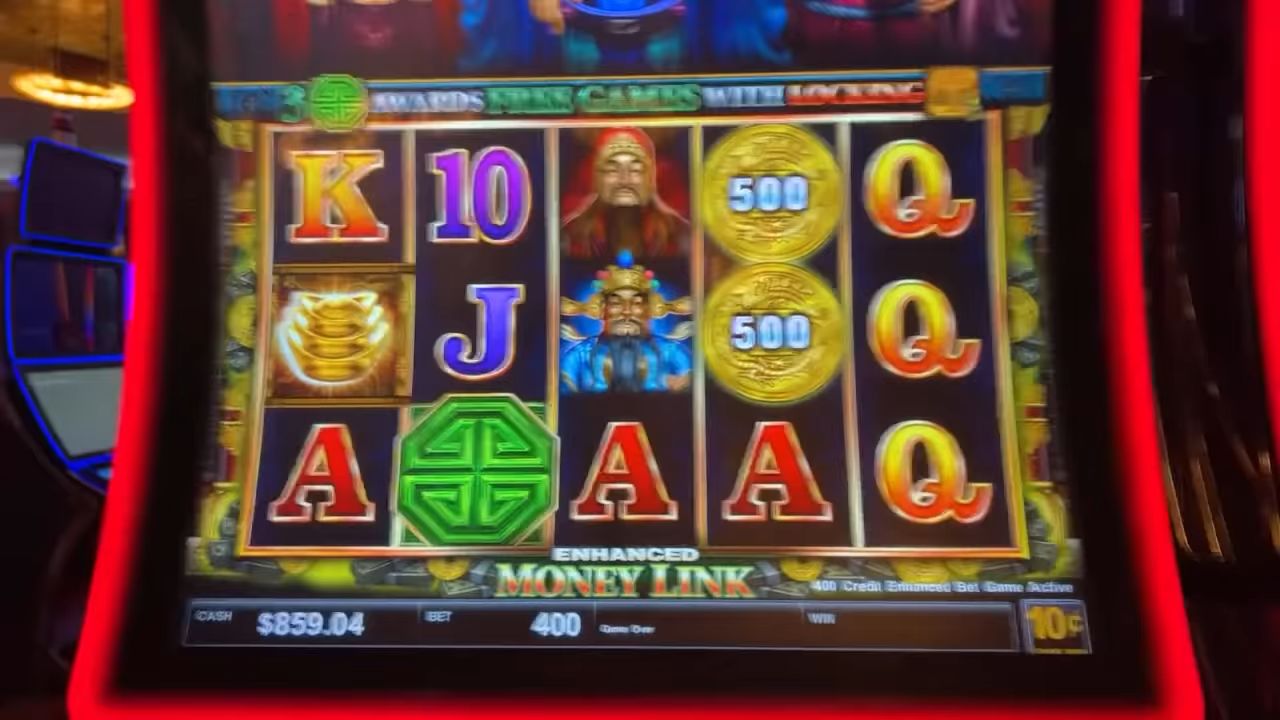 3 AWARDS FREE GAMES WITH LOCKING
K 10 500 Q
J 500 Q
A A A Q
ENHANCED
MONEY LINK
400 Credit Enhanced Bet Game Active
CASH $859.04 BET 400 Game Over WIN 10¢